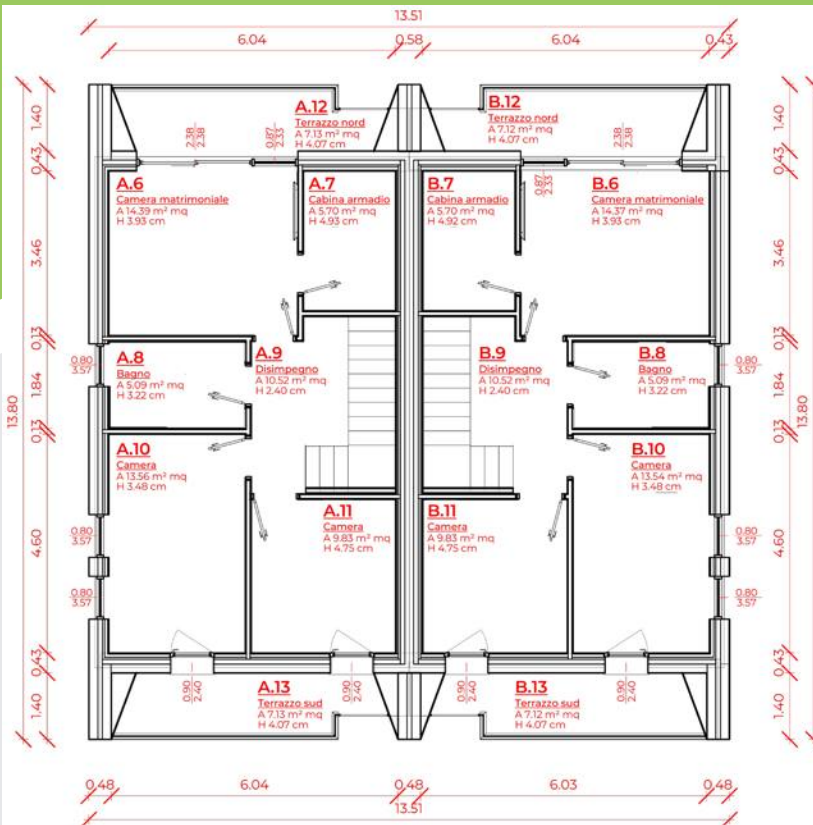 13.51
6.04
0.58
6.04
0.43
A.12
Terrazzo nord
A 7.13 m² mq
H 4.07 cm
B.12
Terrazzo nord
A 7.12 m² mq
H 4.07 cm
1.40
2.38
2.38
0.87
2.33
2.38
2.38
1.40
0.43
0.43
A.6
Camera matrimoniale
A 14.39 m² mq
H 3.93 cm
A.7
Cabina armadio
A 5.70 m² mq
H 4.93 cm
B.7
Cabina armadio
A 5.70 m² mq
H 4.92 cm
0.87
2.33
B.6
Camera matrimoniale
A 14.37 m² mq
H 3.93 cm
3.46
3.46
0.13
0.13
0.80
3.57
A.8
Bagno
A 5.09 m² mq
H 3.22 cm
A.9
Disimpegno
A 10.52 m² mq
H 2.40 cm
B.9
Disimpegno
A 10.52 m² mq
H 2.40 cm
B.8
Bagno
A 5.09 m² mq
H 3.22 cm
0.80
3.57
1.84
1.84
13.80
13.80
0.13
0.13
A.10
Camera
A 13.56 m² mq
H 3.48 cm
B.10
Camera
A 13.54 m² mq
H 3.48 cm
A.11
Camera
A 9.83 m² mq
H 4.75 cm
B.11
Camera
A 9.83 m² mq
H 4.75 cm
0.80
3.57
0.80
3.57
4.60
4.60
0.80
3.57
0.80
3.57
0.43
0.43
1.40
0.90
2.40
A.13
Terrazzo sud
A 7.13 m² mq
H 4.07 cm
0.90
2.40
0.90
2.40
B.13
Terrazzo sud
A 7.12 m² mq
H 4.07 cm
0.90
2.40
1.40
0.48
6.04
0.48
6.03
0.48
13.51